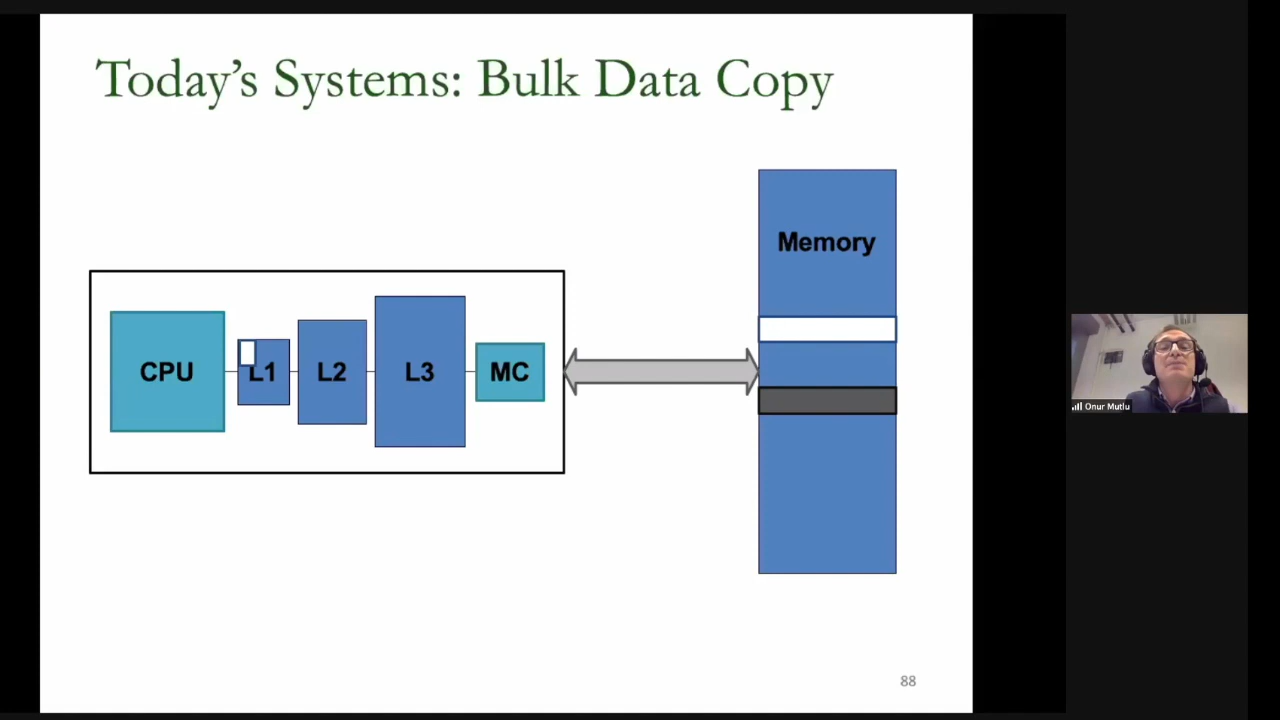 Today's Systems: Bulk Data Copy
Memory
CPU
L1
L2
L3
MC
Onur Mutlu
88